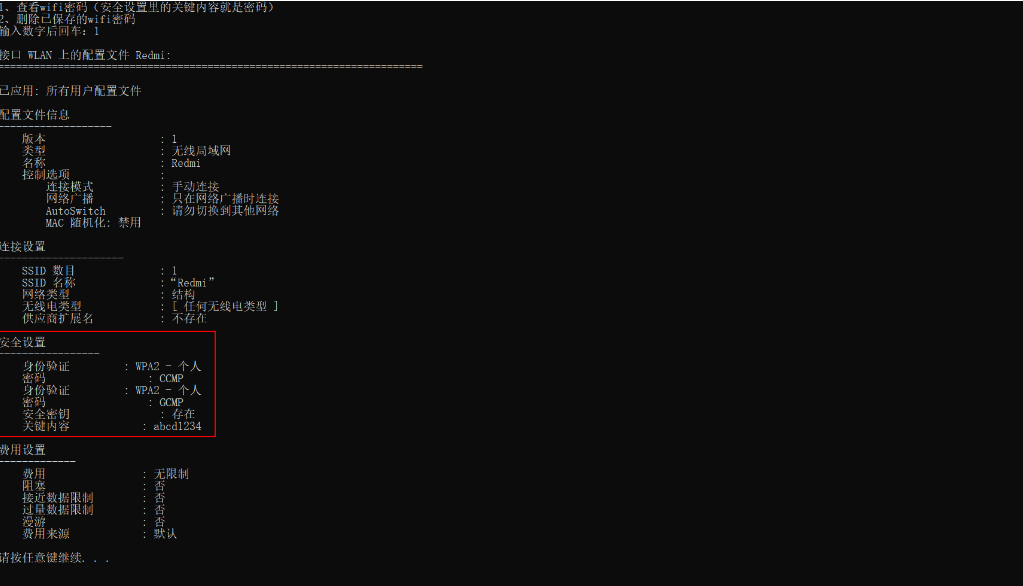 1、查看wifi密码（安全设置里的关键内容就是密码）
2、删除已保存的wifi密码
输入数字后回车：1
接口 WLAN 上的配置文件 Redmi:
=======================================================================
已应用: 所有用户配置文件
配置文件信息
-------------------
版本 : 1
类型 : 无线局域网
名称 : Redmi
控制选项 :
连接模式 : 手动连接
网络广播 : 只在网络广播时连接
AutoSwitch : 请勿切换到其他网络
MAC 随机化: 禁用
连接设置
---------------------
SSID 数目 : 1
SSID 名称 :“Redmi”
网络类型 : 结构
无线电类型 : [ 任何无线电类型 ]
供应商扩展名 : 不存在
安全设置
-----------------
身份验证 : WPA2 - 个人
密码 : CCMP
身份验证 : WPA2 - 个人
密码 : GCMP
安全密钥 : 存在
关键内容 : abcd1234
费用设置
-------------
费用 : 无限制
阻塞 : 否
接近数据限制 : 否
过量数据限制 : 否
漫游 : 否
费用来源 : 默认
请按任意键继续. . .